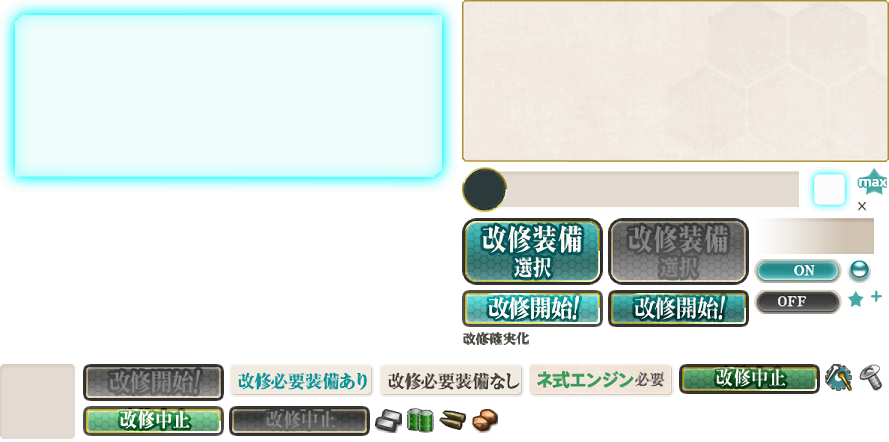 max
×
改修装備
選択
改修装備
選択
ON
改修開始!
改修開始!
OFF
+
改修確実化
改修開始!
改修必要装備あり
改修必要装備なし
ネ式エンジン必要
改修中止
改修中止
改修中止